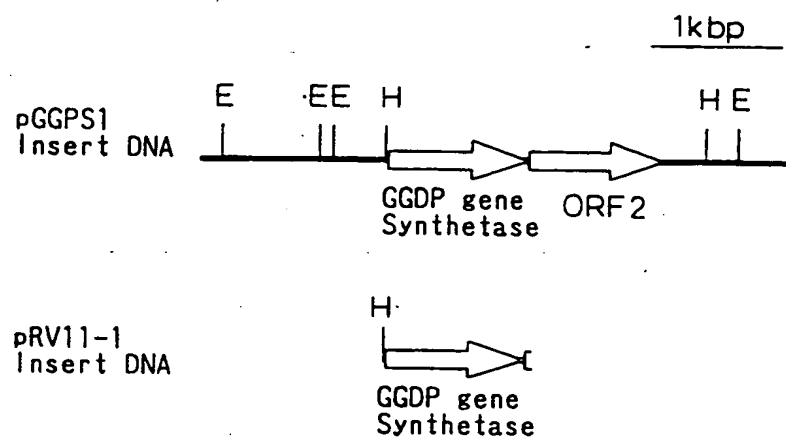 1kbp
E EE H H E
pGGPS1
Insert DNA
GGDP gene
Synthetase
ORF2
H
pRV11-1
Insert DNA
GGDP gene
Synthetase